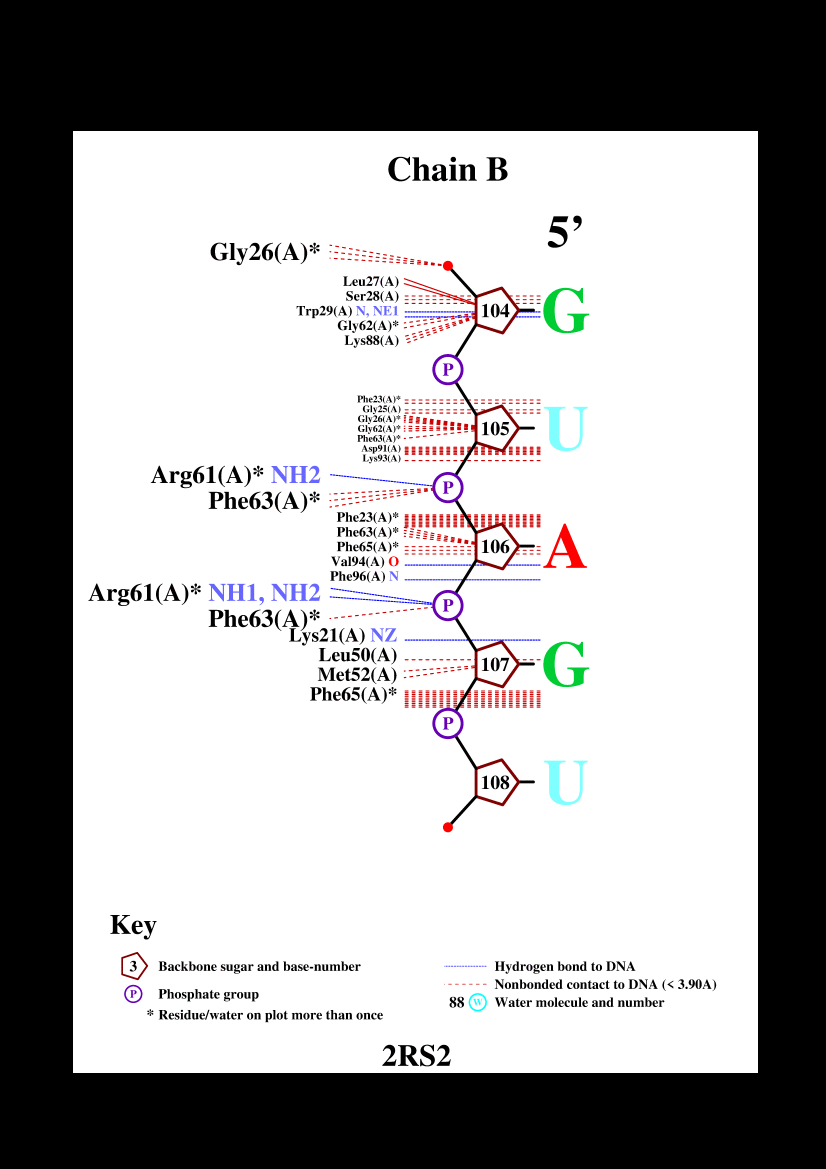 Chain B
5’
Gly26(A)*
Leu27(A)
Ser28(A)
Trp29(A) N, NE1
Gly62(A)*
Lys88(A)
104 G
P
Phe23(A)*
Gly25(A)
Gly26(A)*
Gly62(A)*
Phe63(A)*
Asp91(A)
Lys93(A)
105 U
Arg61(A)* NH2
Phe63(A)*
P
Phe23(A)*
Phe63(A)*
Phe65(A)*
Val94(A) O
Phe96(A) N
106 A
Arg61(A)* NH1, NH2
Phe63(A)*
P
Lys21(A) NZ
Leu50(A)
Met52(A)
Phe65(A)*
107 G
P
108 U
Key
3 Backbone sugar and base-number
P Phosphate group
* Residue/water on plot more than once
Hydrogen bond to DNA
Nonbonded contact to DNA (< 3.90A)
88 W Water molecule and number
2RS2